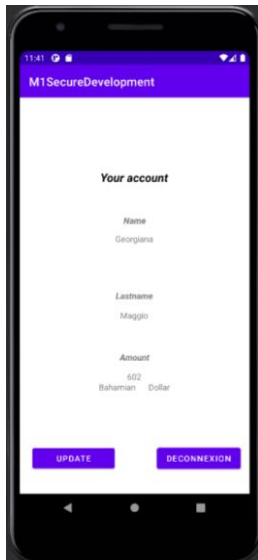 11:41
M1SecureDevelopment
Your account
Name
Georgiana
Lastname
Maggio
Amount
602
Bahamian Dollar
UPDATE DECONNEXION